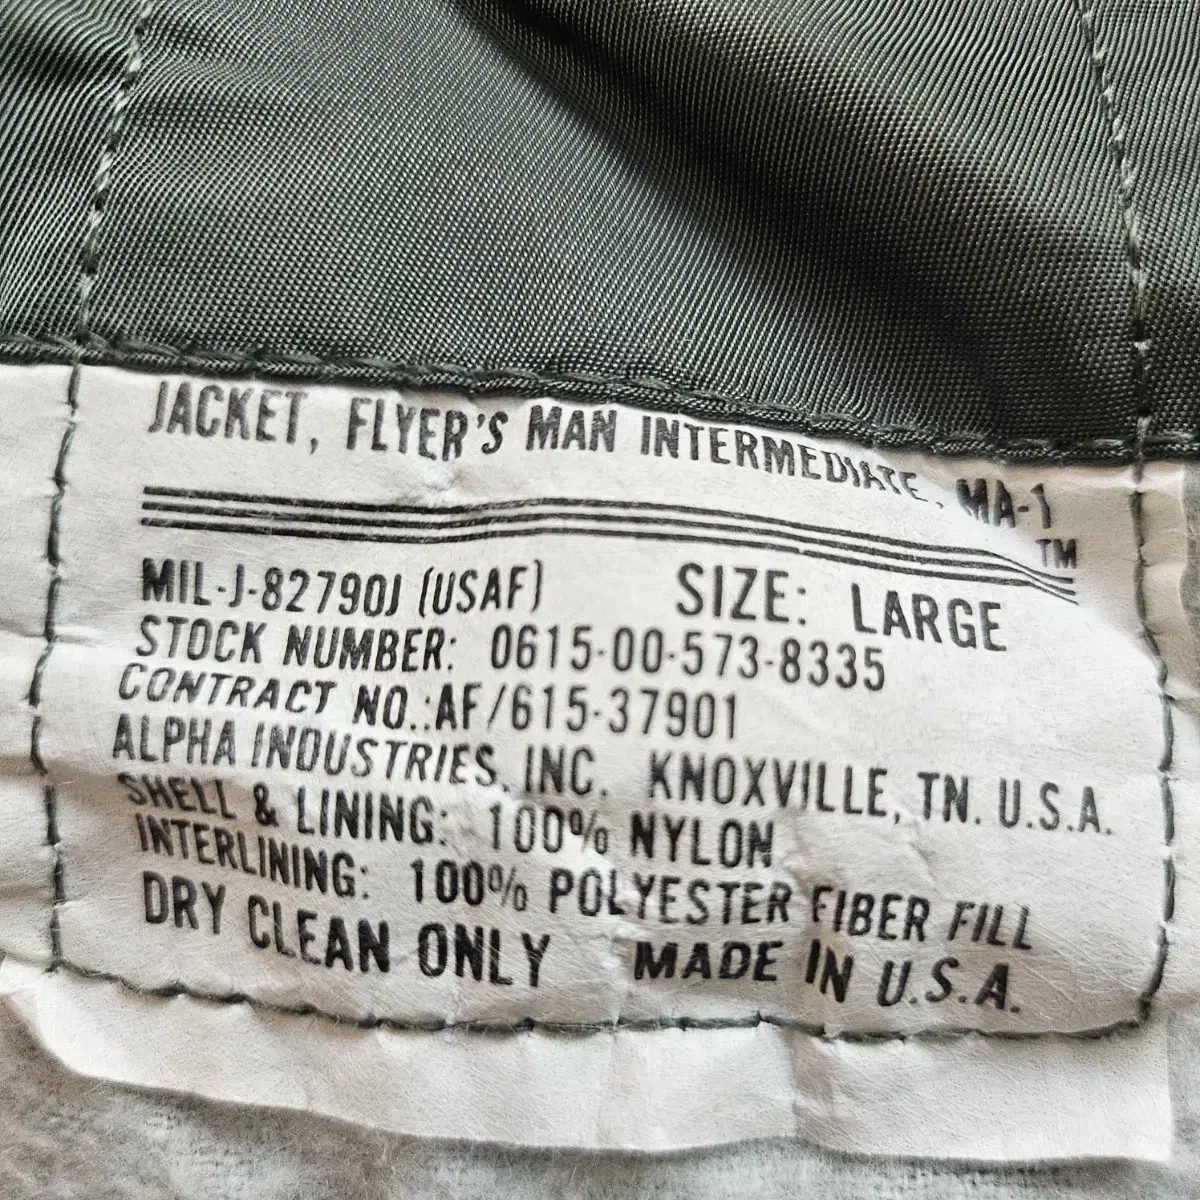 JACKET, FLYER'S MAN INTERMEDIATE, MA-1
TM
MIL-J-82790J (USAF) SIZE: LARGE
STOCK NUMBER: 0615-00-573-8335
CONTRACT NO.:AF/615-37901
ALPHA INDUSTRIES, INC. KNOXVILLE, TN. U.S.A.
SHELL & LINING: 100% NYLON
INTERLINING: 100% POLYESTER FIBER FILL
DRY CLEAN ONLY MADE IN U.S.A.